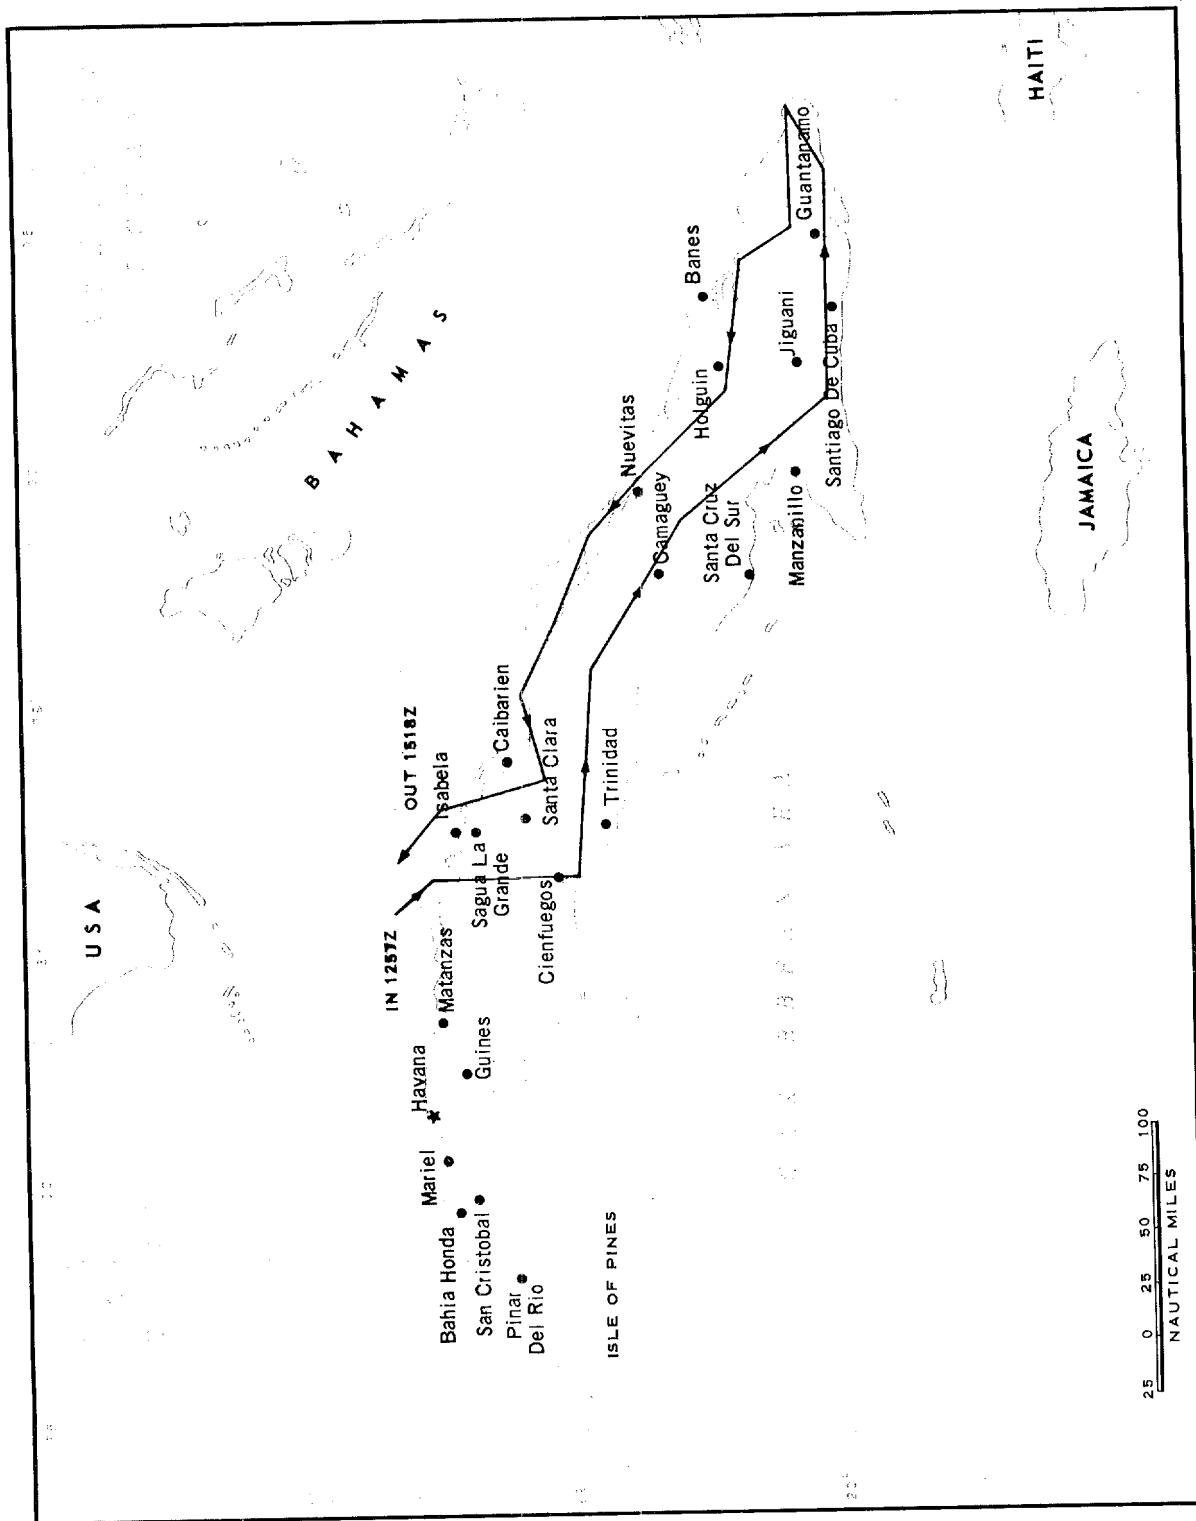 USA
BAHAMAS
OUT 1518Z
IN 1257Z
Havana
Matanzas
Guines
Mariel
Bahia Honda
San Cristobal
Pinar
Del Rio
ISLE OF PINES
Isabela
Sagua La
Grande
Caibarien
Santa Clara
Cienfuegos
Trinidad
Nuevitas
Camaguey
Santa Cruz
Del Sur
Holguin
Banes
Jiguani
Manzanillo
Santiago De Cuba
Guantanamo
HAITI
JAMAICA
20°
25 0 25 50 75 100
NAUTICAL MILES